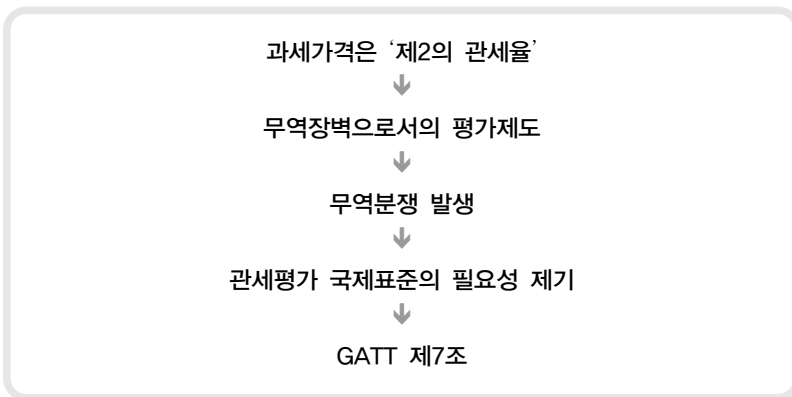 과세가격은 ‘제2의 관세율’
무역장벽으로서의 평가제도
무역분쟁 발생
관세평가 국제표준의 필요성 제기
GATT 제7조